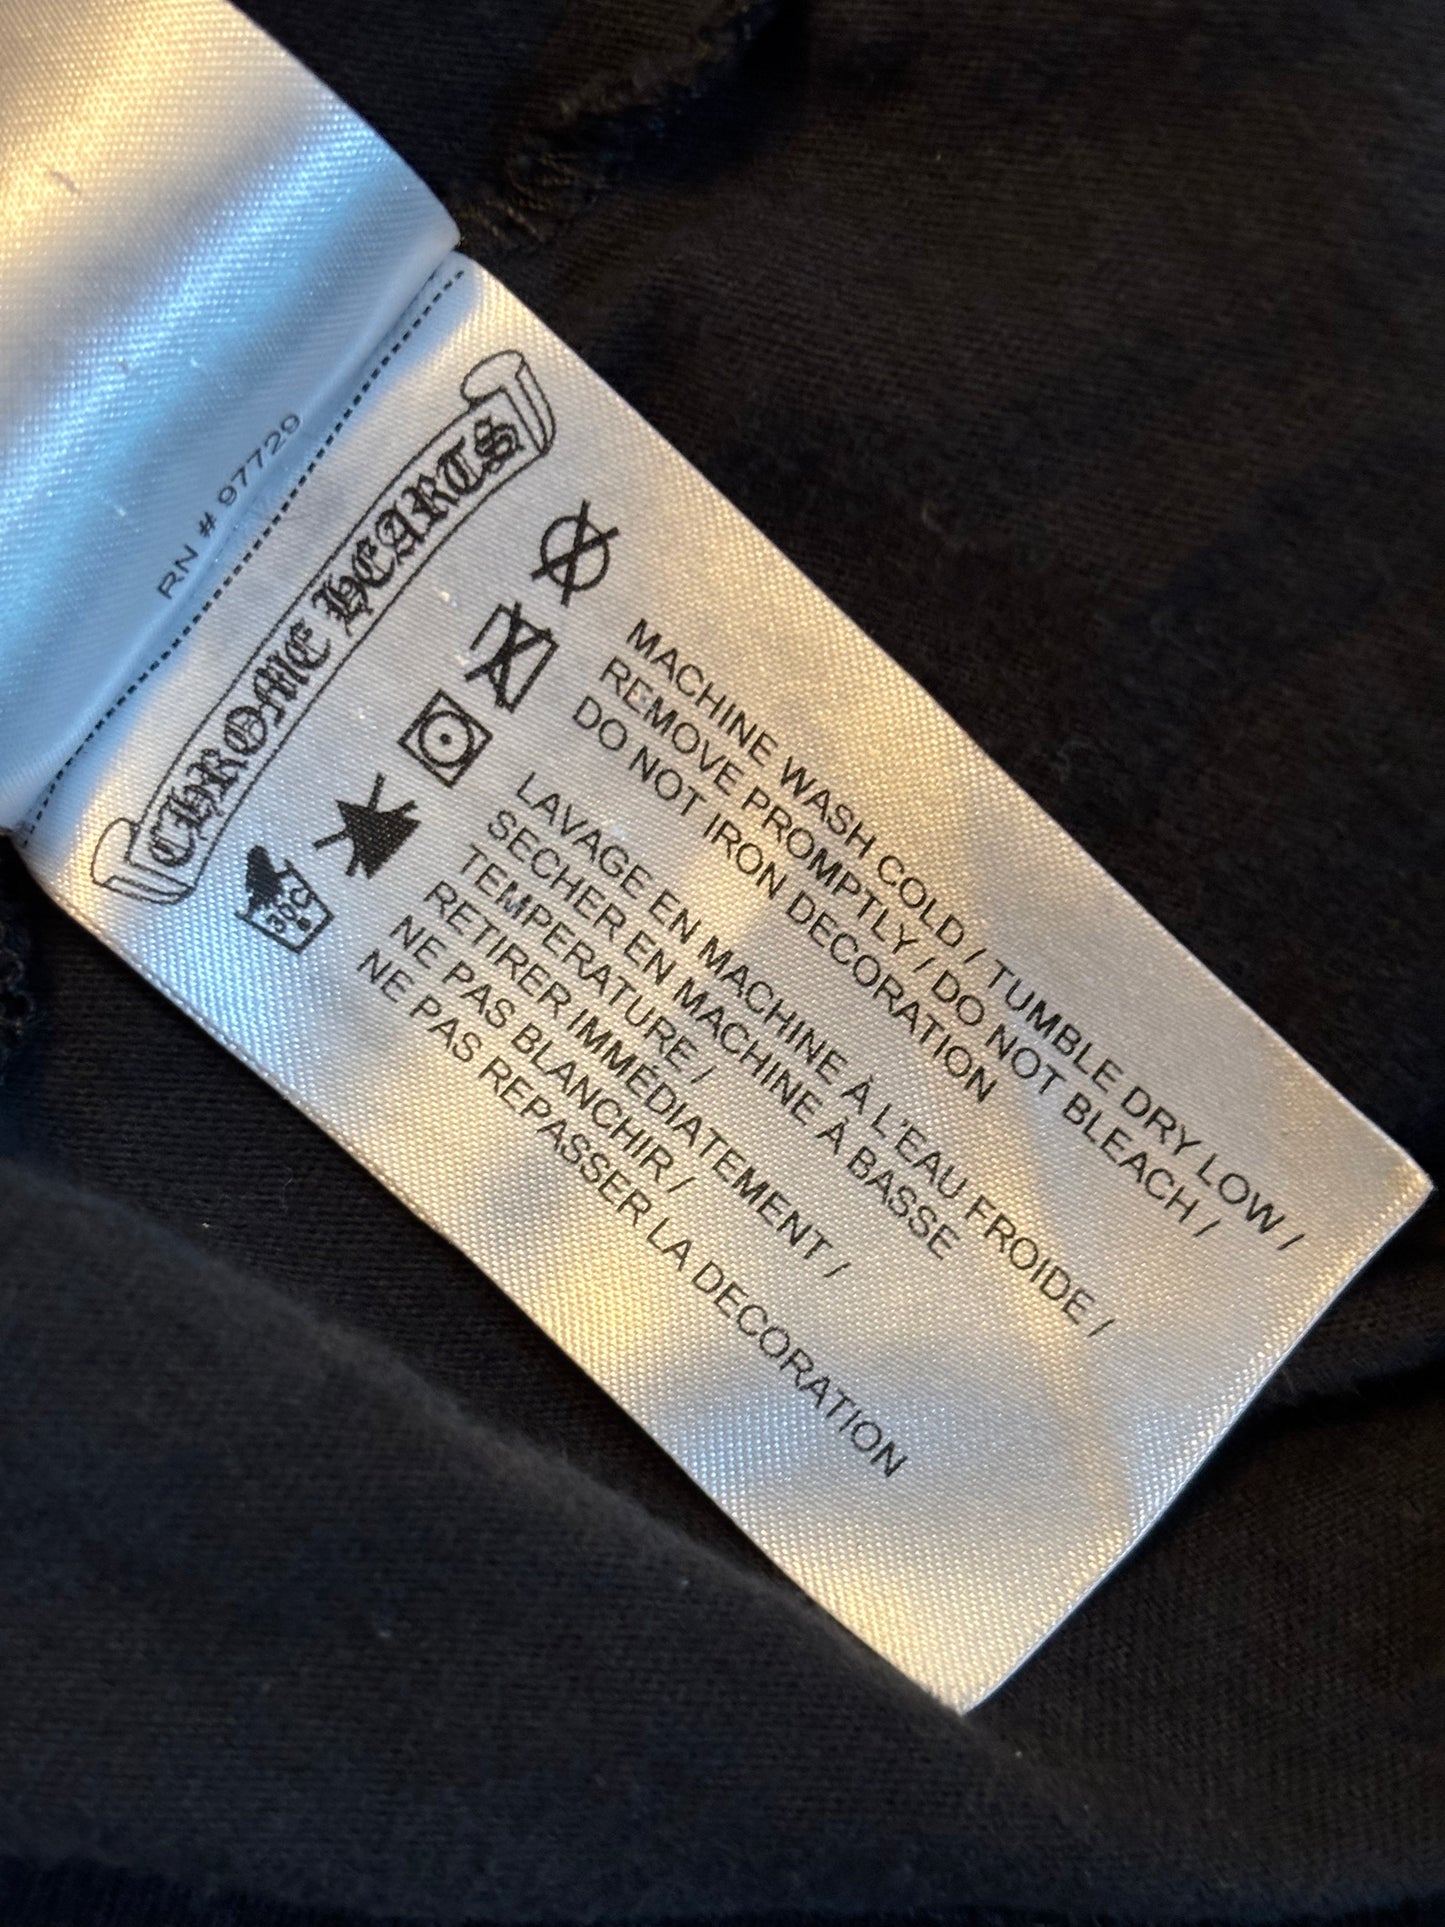 RN # 97729
CHROME HEARTS
30C
MACHINE WASH COLD / TUMBLE DRY LOW /
REMOVE PROMPTLY / DO NOT BLEACH /
DO NOT IRON DECORATION
LAVAGE EN MACHINE À L'EAU FROIDE /
SECHER EN MACHINE À BASSE
TEMPERATURE /
RETIRER IMMÉDIATEMENT /
NE PAS BLANCHIR /
NE PAS REPASSER LA DECORATION